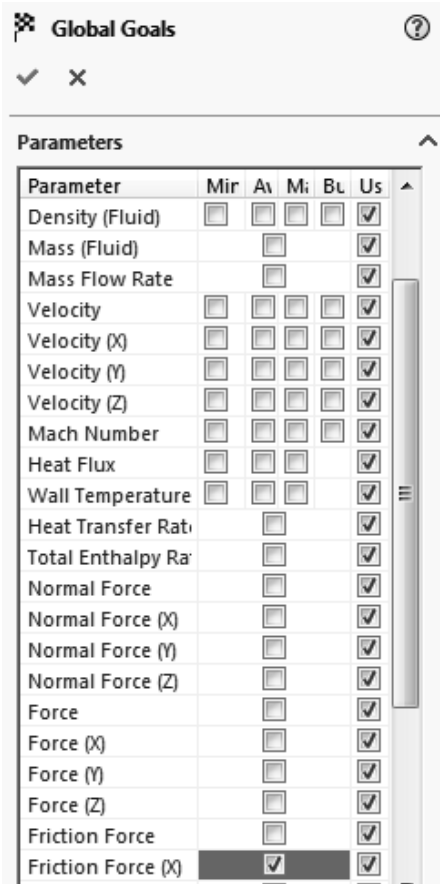 Global Goals
Parameters
Parameter Mir Av Ma Bu Us
Density (Fluid)
Mass (Fluid)
Mass Flow Rate
Velocity
Velocity (X)
Velocity (Y)
Velocity (Z)
Mach Number
Heat Flux
Wall Temperature
Heat Transfer Rat
Total Enthalpy Ra
Normal Force
Normal Force (X)
Normal Force (Y)
Normal Force (Z)
Force
Force (X)
Force (Y)
Force (Z)
Friction Force
Friction Force (X)